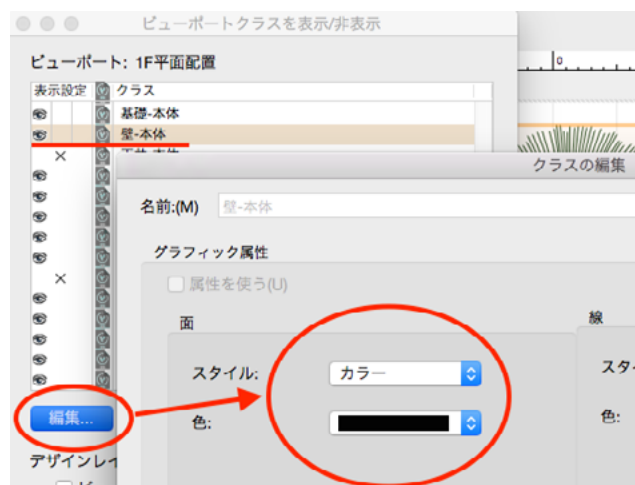 ビューポートクラスを表示/非表示
ビューポート: 1F平面配置
表示設定 クラス
基礎-本体
壁-本体
クラスの編集
名前:(M) 壁-本体
グラフィック属性
属性を使う(U)
面
線
スタイル: カラー
スタ
編集...
色:
色:
デザインレイ